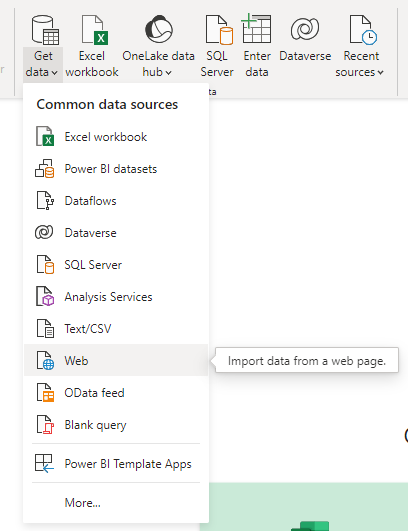 Get
data
Excel
workbook
OneLake data
hub
SQL
Server
Enter
data
Dataverse
Recent
sources
r
ta
Common data sources
Excel workbook
Power BI datasets
Dataflows
Dataverse
SQL Server
Analysis Services
Text/CSV
Web
Import data from a web page.
OData feed
Blank query
Power BI Template Apps
More...